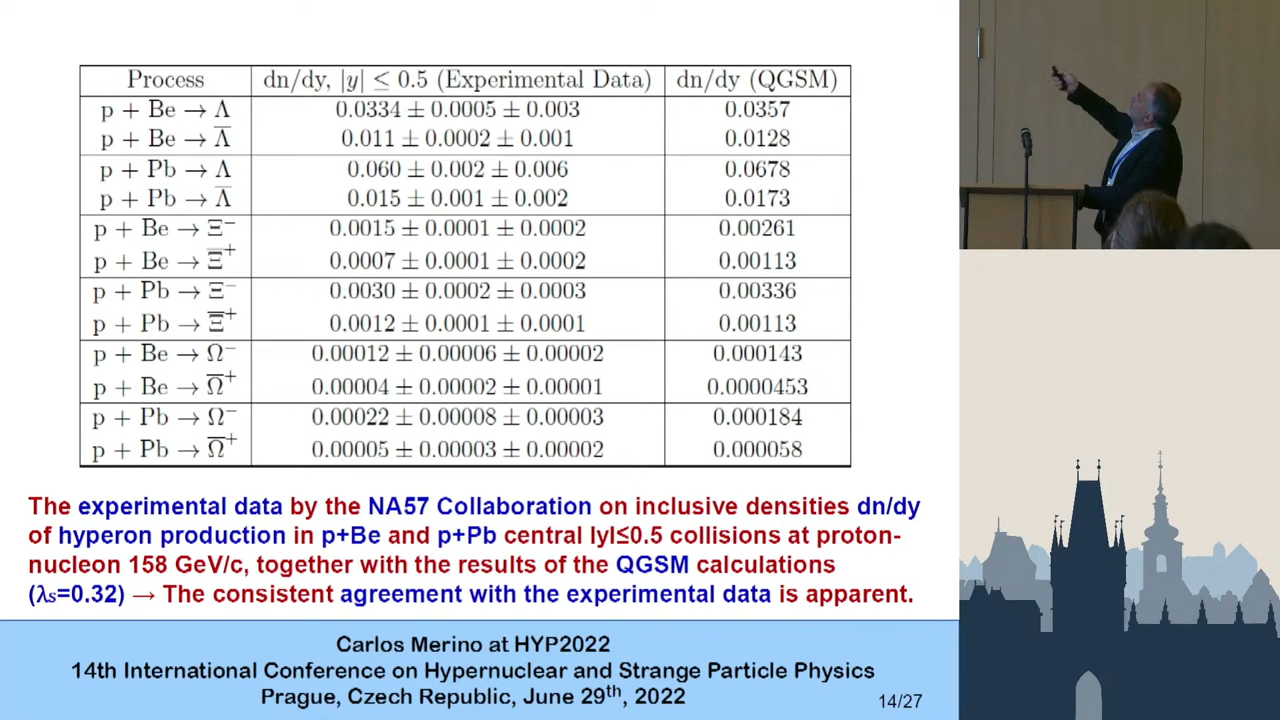 Process dn/dy, |y| ≤ 0.5 (Experimental Data) dn/dy (QGSM)
p + Be → Λ 0.0334 ± 0.0005 ± 0.003 0.0357
p + Be → Λ̅ 0.011 ± 0.0002 ± 0.001 0.0128
p + Pb → Λ 0.060 ± 0.002 ± 0.006 0.0678
p + Pb → Λ̅ 0.015 ± 0.001 ± 0.002 0.0173
p + Be → Ξ⁻ 0.0015 ± 0.0001 ± 0.0002 0.00261
p + Be → Ξ̅⁺ 0.0007 ± 0.0001 ± 0.0002 0.00113
p + Pb → Ξ⁻ 0.0030 ± 0.0002 ± 0.0003 0.00336
p + Pb → Ξ̅⁺ 0.0012 ± 0.0001 ± 0.0001 0.00113
p + Be → Ω⁻ 0.00012 ± 0.00006 ± 0.00002 0.000143
p + Be → Ω̅⁺ 0.00004 ± 0.00002 ± 0.00001 0.0000453
p + Pb → Ω⁻ 0.00022 ± 0.00008 ± 0.00003 0.000184
p + Pb → Ω̅⁺ 0.00005 ± 0.00003 ± 0.00002 0.000058
The experimental data by the NA57 Collaboration on inclusive densities dn/dy
of hyperon production in p+Be and p+Pb central lyl≤0.5 collisions at proton-
nucleon 158 GeV/c, together with the results of the QGSM calculations
(λs=0.32) → The consistent agreement with the experimental data is apparent.
Carlos Merino at HYP2022
14th International Conference on Hypernuclear and Strange Particle Physics
Prague, Czech Republic, June 29th, 2022
14/27